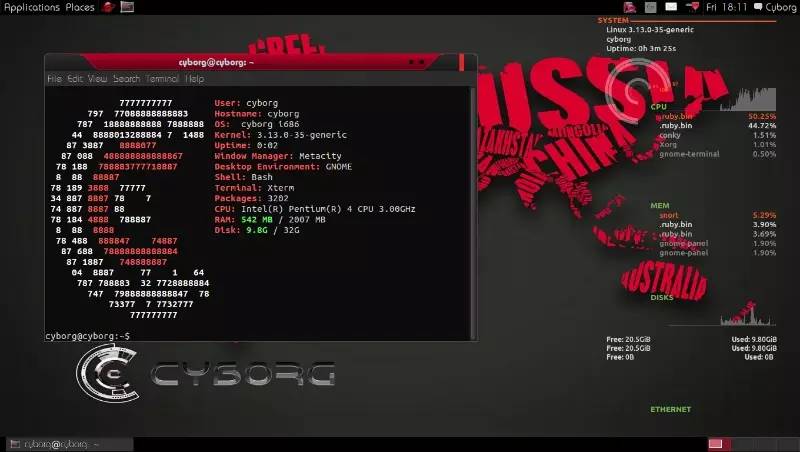 Applications Places Fri 18:11 Cyborg
cyborg@cyborg: ~
File Edit View Search Terminal Help
7777777777
797 77088888888883
787 18888888888 7888888
44 8888013288884 7 1488
87 3887 8888077
87 088 488888888888867
78 188 788883777718887
8 88 88887
78 189 3888 77777
34 887 8887 78 7
74 887 8887 88
78 184 4888 788887
8 88 88 8888
78 488 888847 74887
87 688 78888888888884
87 1887 748888887
04 8887 77 1 64
787 788883 32 7728888884
747 79888888888847 78
73377 7 7732777
777777777
User: cyborg
Hostname: cyborg
OS: cyborg i686
Kernel: 3.13.0-35-generic
Uptime: 0:02
Window Manager: Metacity
Desktop Environment: GNOME
Shell: Bash
Terminal: Xterm
Packages: 3202
CPU: Intel(R) Pentium(R) 4 CPU 3.00GHz
RAM: 542 MB / 2007 MB
Disk: 9.8G / 32G
cyborg@cyborg:~$
CYBORG
RUSSIA
KAZAKHSTAN
MONGOLIA
CHINA
AUSTRALIA
SYSTEM
Linux 3.13.0-35-generic
cyborg
Uptime: 0h 3m 25s
CPU
.ruby.bin 50.25%
.ruby.bin 44.72%
conky 1.51%
Xorg 1.01%
gnome-terminal 0.50%
MEM
snort 5.29%
.ruby.bin 3.90%
.ruby.bin 3.69%
gnome-panel 1.90%
gnome-panel 1.90%
DISKS
Free: 20.5GiB Used: 9.80GiB
Free: 20.5GiB Used: 9.80GiB
Free: 0B Used: 0B
ETHERNET
cyborg@cyborg: ~